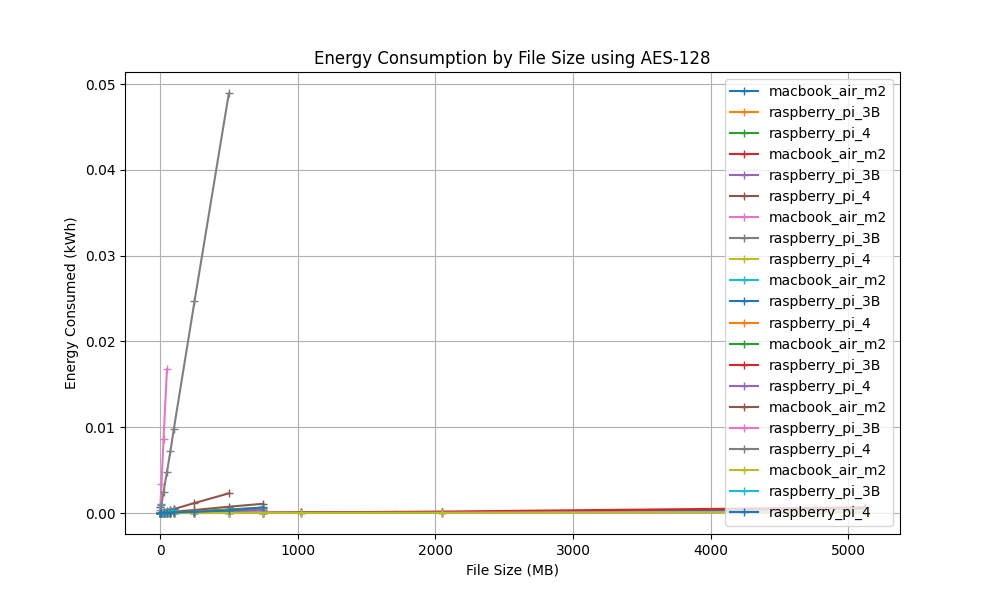 Energy Consumption by File Size using AES-128
Energy Consumed (kWh)
0.05
0.04
0.03
0.02
0.01
0.00
0 1000 2000 3000 4000 5000
File Size (MB)
macbook_air_m2
raspberry_pi_3B
raspberry_pi_4
macbook_air_m2
raspberry_pi_3B
raspberry_pi_4
macbook_air_m2
raspberry_pi_3B
raspberry_pi_4
macbook_air_m2
raspberry_pi_3B
raspberry_pi_4
macbook_air_m2
raspberry_pi_3B
raspberry_pi_4
macbook_air_m2
raspberry_pi_3B
raspberry_pi_4
macbook_air_m2
raspberry_pi_3B
raspberry_pi_4